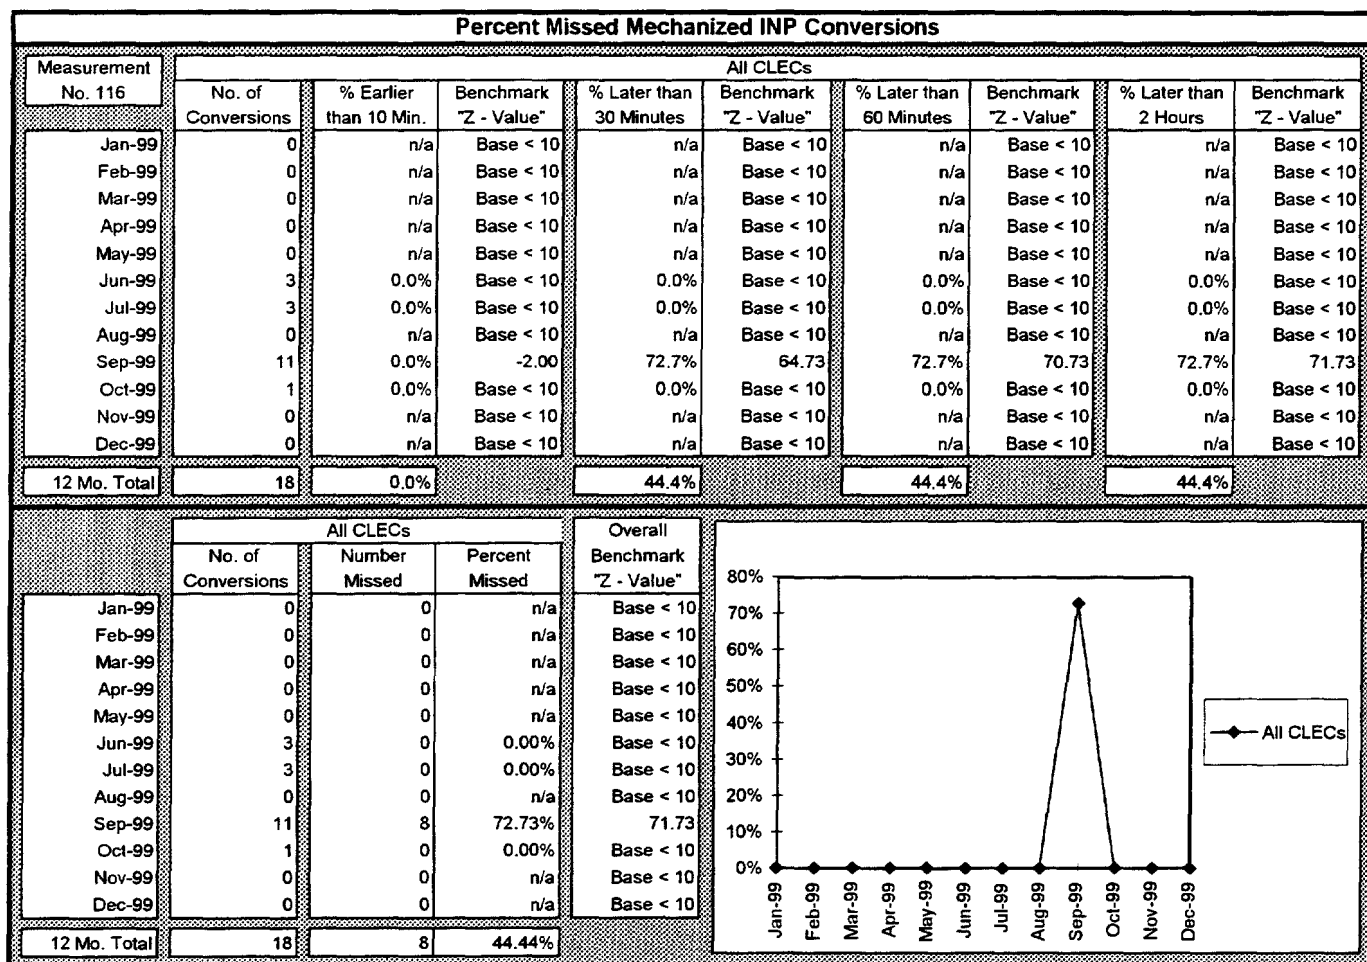 Percent Missed Mechanized INP Conversions
Measurement No. 116 All CLECs
No. of Conversions % Earlier than 10 Min. Benchmark "Z - Value" % Later than 30 Minutes Benchmark "Z - Value" % Later than 60 Minutes Benchmark "Z - Value" % Later than 2 Hours Benchmark "Z - Value"
Jan-99 0 n/a Base < 10 n/a Base < 10 n/a Base < 10 n/a Base < 10
Feb-99 0 n/a Base < 10 n/a Base < 10 n/a Base < 10 n/a Base < 10
Mar-99 0 n/a Base < 10 n/a Base < 10 n/a Base < 10 n/a Base < 10
Apr-99 0 n/a Base < 10 n/a Base < 10 n/a Base < 10 n/a Base < 10
May-99 0 n/a Base < 10 n/a Base < 10 n/a Base < 10 n/a Base < 10
Jun-99 3 0.0% Base < 10 0.0% Base < 10 0.0% Base < 10 0.0% Base < 10
Jul-99 3 0.0% Base < 10 0.0% Base < 10 0.0% Base < 10 0.0% Base < 10
Aug-99 0 n/a Base < 10 n/a Base < 10 n/a Base < 10 n/a Base < 10
Sep-99 11 0.0% -2.00 72.7% 64.73 72.7% 70.73 72.7% 71.73
Oct-99 1 0.0% Base < 10 0.0% Base < 10 0.0% Base < 10 0.0% Base < 10
Nov-99 0 n/a Base < 10 n/a Base < 10 n/a Base < 10 n/a Base < 10
Dec-99 0 n/a Base < 10 n/a Base < 10 n/a Base < 10 n/a Base < 10
12 Mo. Total 18 0.0% 44.4% 44.4% 44.4%
All CLECs Overall Benchmark "Z - Value"
No. of Conversions Number Missed Percent Missed
Jan-99 0 0 n/a Base < 10
Feb-99 0 0 n/a Base < 10
Mar-99 0 0 n/a Base < 10
Apr-99 0 0 n/a Base < 10
May-99 0 0 n/a Base < 10
Jun-99 3 0 0.00% Base < 10
Jul-99 3 0 0.00% Base < 10
Aug-99 0 0 n/a Base < 10
Sep-99 11 8 72.73% 71.73
Oct-99 1 0 0.00% Base < 10
Nov-99 0 0 n/a Base < 10
Dec-99 0 0 n/a Base < 10
12 Mo. Total 18 8 44.44%
80%
70%
60%
50%
40%
30%
20%
10%
0%
Jan-99 Feb-99 Mar-99 Apr-99 May-99 Jun-99 Jul-99 Aug-99 Sep-99 Oct-99 Nov-99 Dec-99
All CLECs